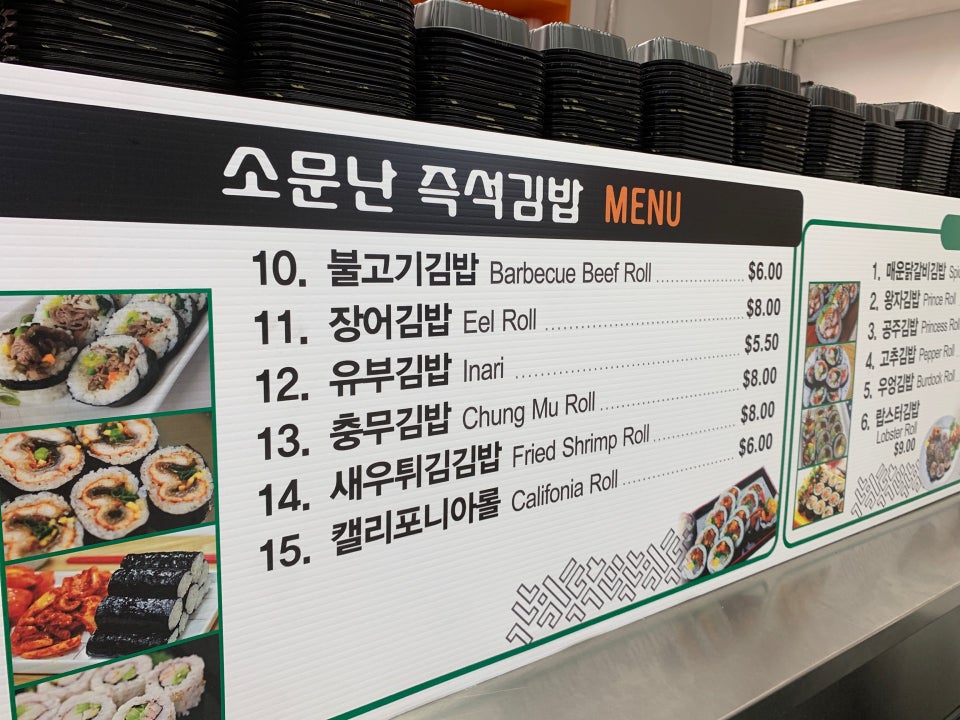 소문난 즉석김밥 MENU
10. 불고기김밥 Barbecue Beef Roll $6.00
11. 장어김밥 Eel Roll $8.00
12. 유부김밥 Inari $5.50
13. 충무김밥 Chung Mu Roll $8.00
14. 새우튀김김밥 Fried Shrimp Roll $8.00
15. 캘리포니아롤 Califonia Roll $6.00
1. 매운닭갈비김밥
2. 왕자김밥 Prince Roll
3. 공주김밥 Princess Roll
4. 고추김밥 Pepper Roll
5. 우엉김밥 Burdock Roll
6. 랍스터김밥
Lobster Roll
$9.00